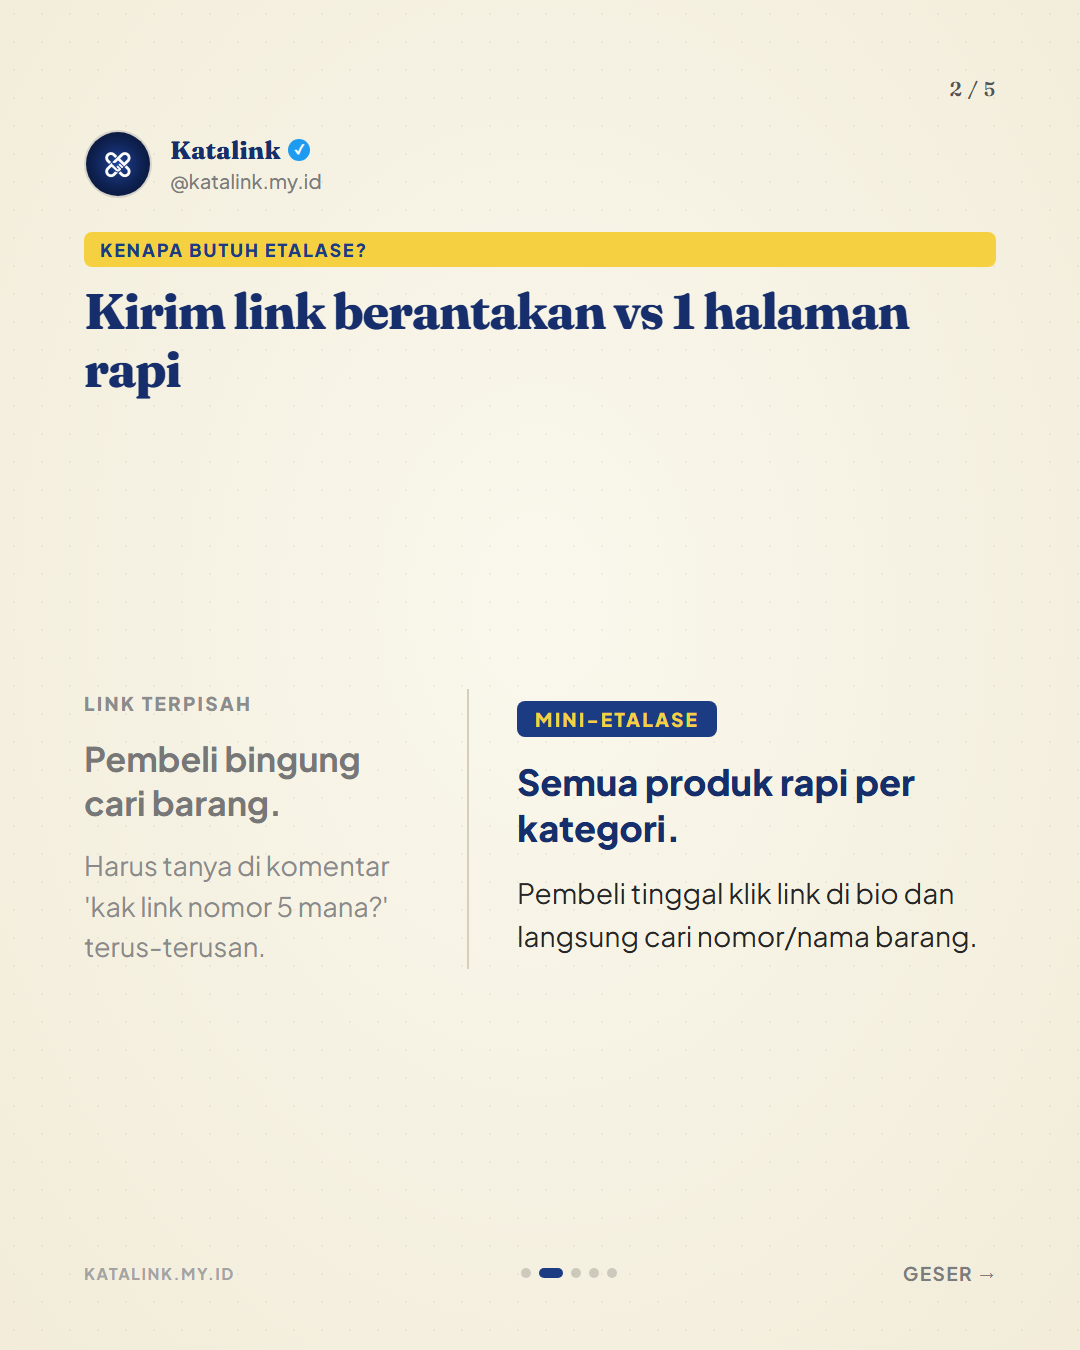 2 / 5
Katalink
@katalink.my.id
KENAPA BUTUH ETALASE?
Kirim link berantakan vs 1 halaman
rapi
LINK TERPISAH
Pembeli bingung
cari barang.
Harus tanya di komentar
'kak link nomor 5 mana?'
terus-terusan.
MINI-ETALASE
Semua produk rapi per
kategori.
Pembeli tinggal klik link di bio dan
langsung cari nomor/nama barang.
KATALINK.MY.ID
GESER →